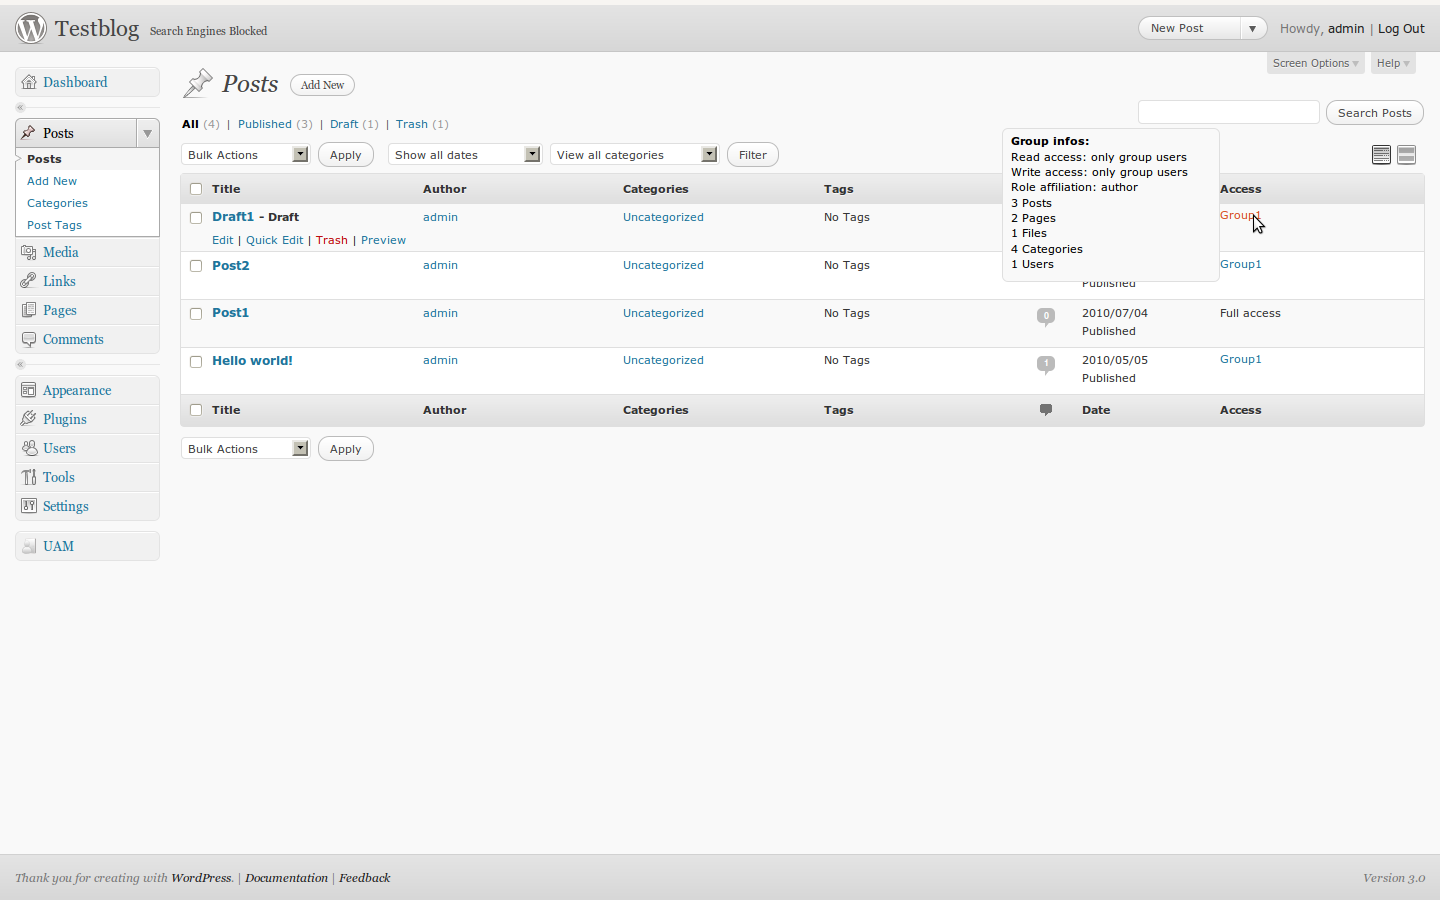 Testblog Search Engines Blocked New Post Howdy, admin | Log Out
Screen Options Help
Dashboard
Posts
Posts
Add New
Categories
Post Tags
Media
Links
Pages
Comments
Appearance
Plugins
Users
Tools
Settings
UAM
Posts Add New
Search Posts
All (4) | Published (3) | Draft (1) | Trash (1)
Bulk Actions Apply Show all dates View all categories Filter
Group infos:
Read access: only group users
Write access: only group users
Role affiliation: author
3 Posts
2 Pages
1 Files
4 Categories
1 Users
Title Author Categories Tags Access
Draft1 - Draft admin Uncategorized No Tags Group1
Edit | Quick Edit | Trash | Preview
Post2 admin Uncategorized No Tags Group1
Published
Post1 admin Uncategorized No Tags 0 2010/07/04 Full access
Published
Hello world! admin Uncategorized No Tags 1 2010/05/05 Group1
Published
Title Author Categories Tags Date Access
Bulk Actions Apply
Thank you for creating with WordPress. | Documentation | Feedback Version 3.0